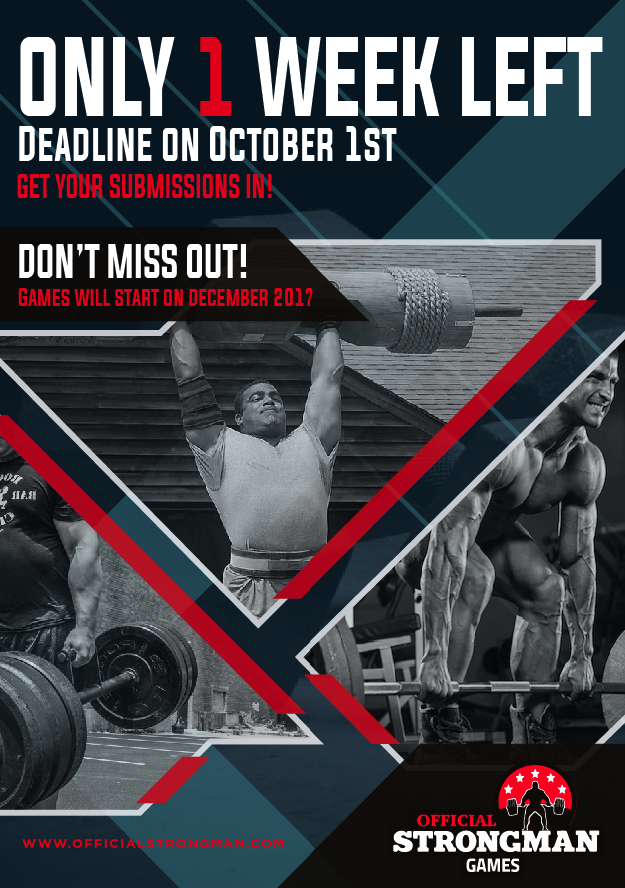 ONLY 1 WEEK LEFT
DEADLINE ON OCTOBER 1ST
GET YOUR SUBMISSIONS IN!
DON'T MISS OUT!
GAMES WILL START ON DECEMBER 2017
WWW.OFFICIALSTRONGMAN.COM
OFFICIAL
STRONGMAN
GAMES